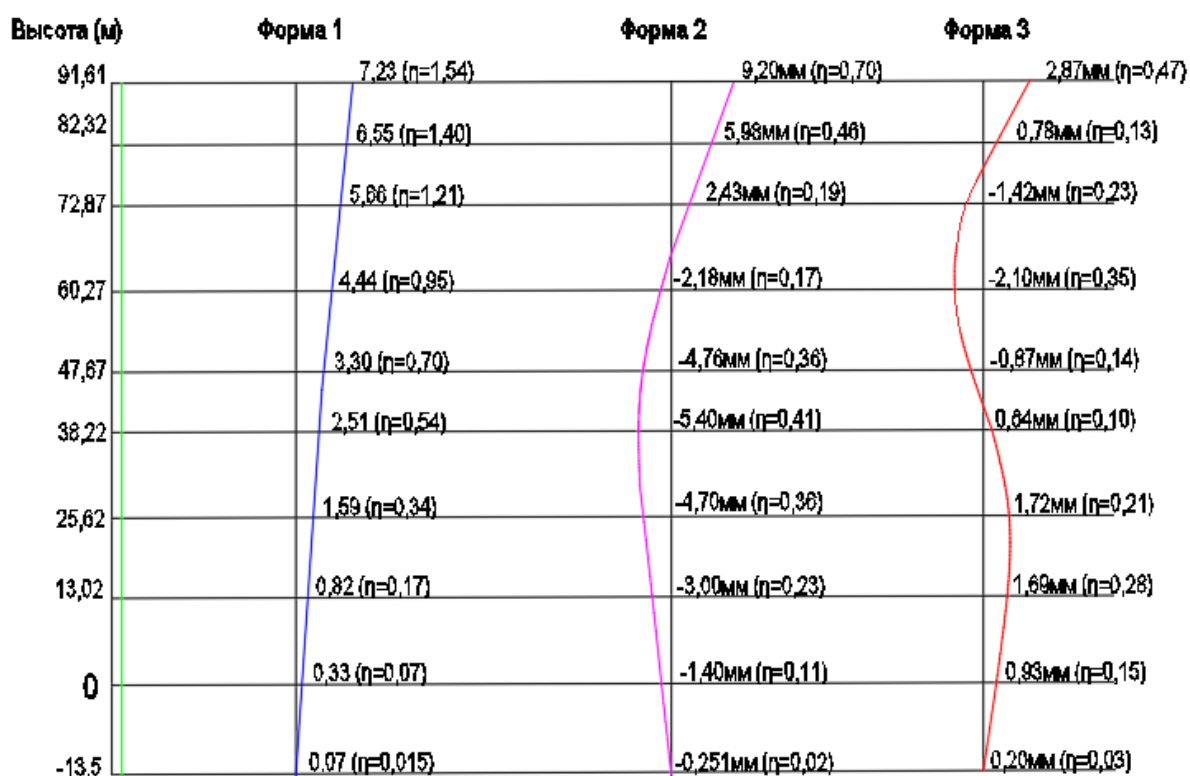 Высота (м) Форма 1 Форма 2 Форма 3
91,61 7,23 (η=1,54) 9,20мм (η=0,70) 2,87мм (η=0,47)
82,32 6,55 (η=1,40) 5,98мм (η=0,46) 0,78мм (η=0,13)
72,87 5,66 (η=1,21) 2,43мм (η=0,19) -1,42мм (η=0,23)
60,27 4,44 (η=0,95) -2,18мм (η=0,17) -2,10мм (η=0,35)
47,67 3,30 (η=0,70) -4,76мм (η=0,36) -0,87мм (η=0,14)
38,22 2,51 (η=0,54) -5,40мм (η=0,41) 0,64мм (η=0,10)
25,62 1,59 (η=0,34) -4,70мм (η=0,36) 1,72мм (η=0,21)
13,02 0,82 (η=0,17) -3,00мм (η=0,23) 1,69мм (η=0,28)
0 0,33 (η=0,07) -1,40мм (η=0,11) 0,93мм (η=0,15)
-13.5 0,07 (η=0,015) -0,251мм (η=0,02) 0,20мм (η=0,03)